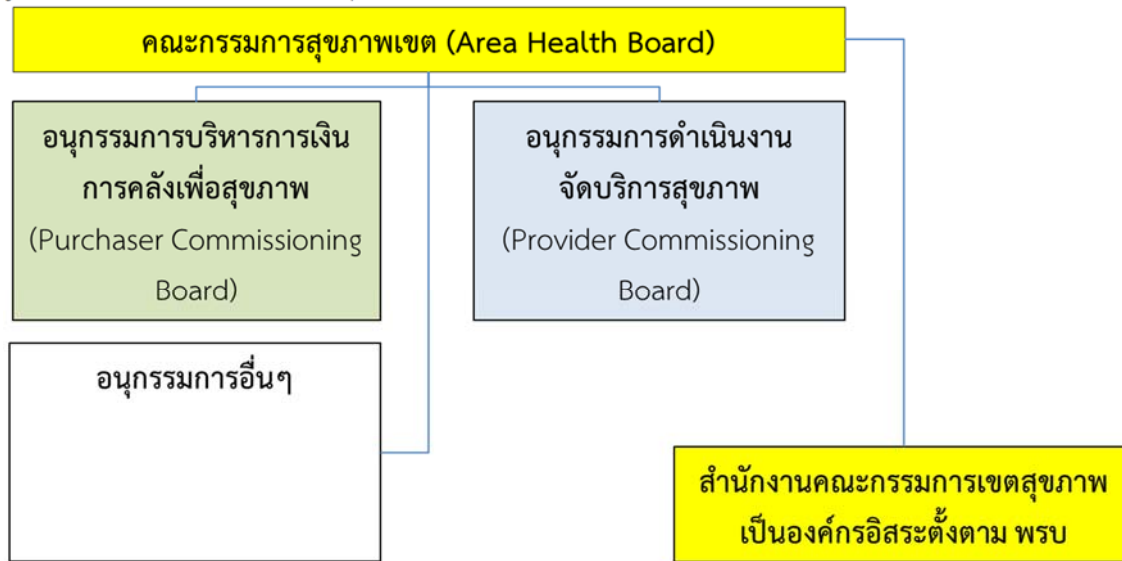 คณะกรรมการสุขภาพเขต (Area Health Board)
อนุกรรมการบริหารการเงิน
การคลังเพื่อสุขภาพ
(Purchaser Commissioning
Board)
อนุกรรมการดำเนินงาน
จัดบริการสุขภาพ
(Provider Commissioning
Board)
อนุกรรมการอื่นๆ
สำนักงานคณะกรรมการเขตสุขภาพ
เป็นองค์กรอิสระตั้งตาม พรบ